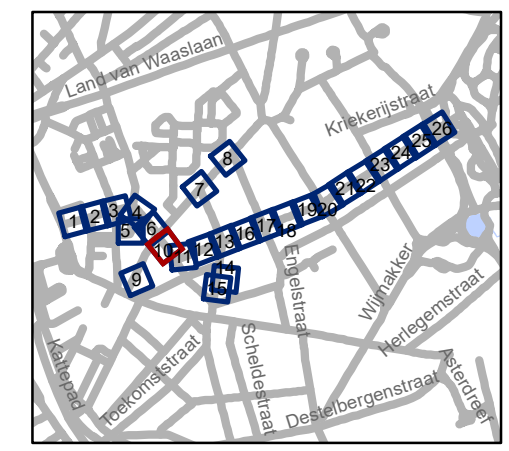 Land van Waaslaan
Kriekerijstraat
8
7
26
25
24
23
22
21
20
19
18
17
16
13
12
11
10
6
4
3
2
1
5
14
15
9
Engelstraat
Wijmakker
Herlegemstraat
Kattepad
Toekomststraat
Scheldestraat
Destelbergenstraat
Asterdreef